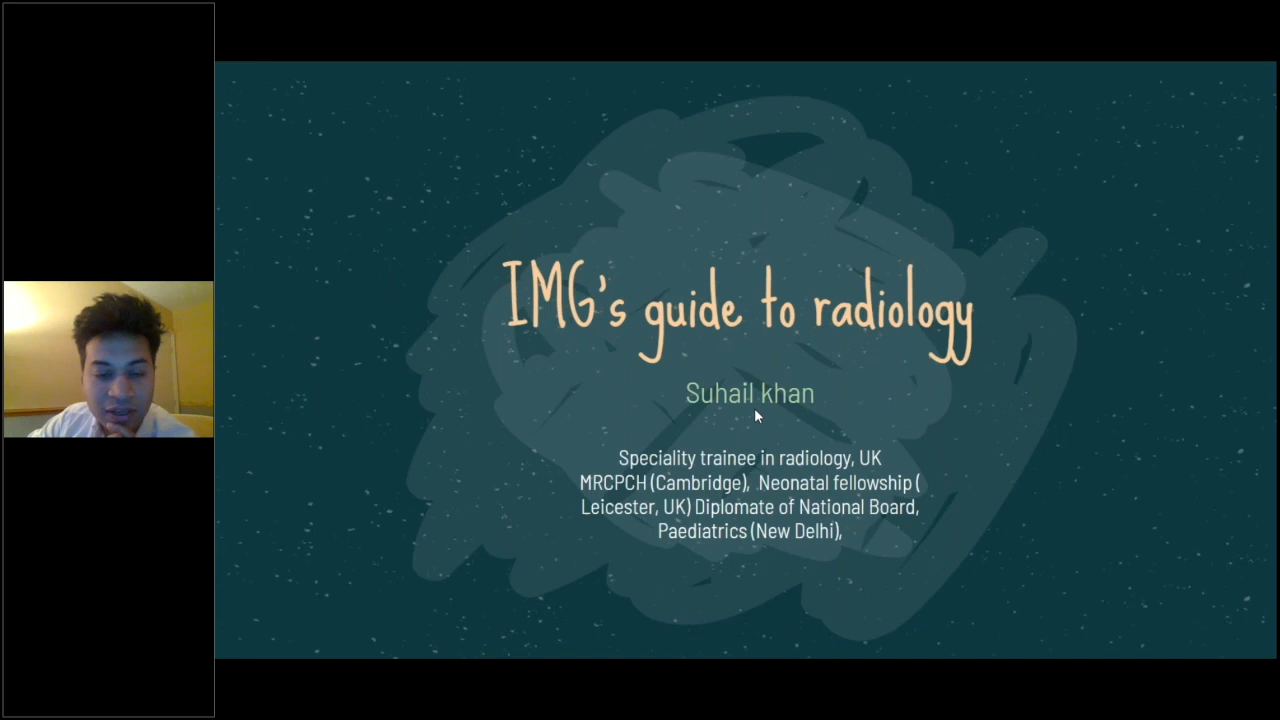 IMG's guide to radiology
Suhail khan
Speciality trainee in radiology, UK
MRCPCH (Cambridge), Neonatal fellowship (
Leicester, UK) Diplomate of National Board,
Paediatrics (New Delhi),